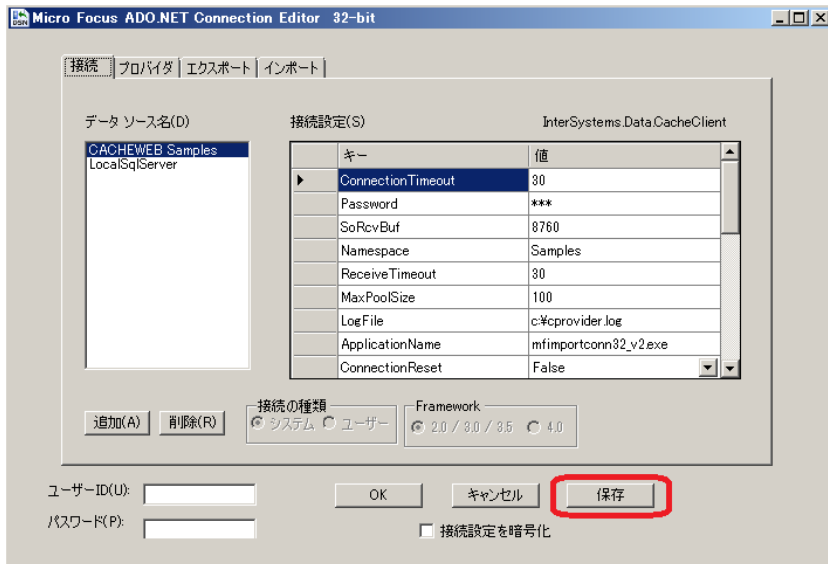 Micro Focus ADO.NET Connection Editor 32-bit
接続 プロバイダ エクスポート インポート
データ ソース名(D) 接続設定(S) InterSystems.Data.CacheClient
CACHEWEB Samples
LocalSqlServer
キー 値
ConnectionTimeout 30
Password ***
SoRcvBuf 8760
Namespace Samples
ReceiveTimeout 30
MaxPoolSize 100
LogFile c:¥cprovider.log
ApplicationName mfimportconn32_v2.exe
ConnectionReset False
追加(A) 削除(R) 接続の種類 システム ユーザー Framework 2.0 / 3.0 / 3.5 4.0
ユーザーID(U): OK キャンセル 保存
パスワード(P): 接続設定を暗号化